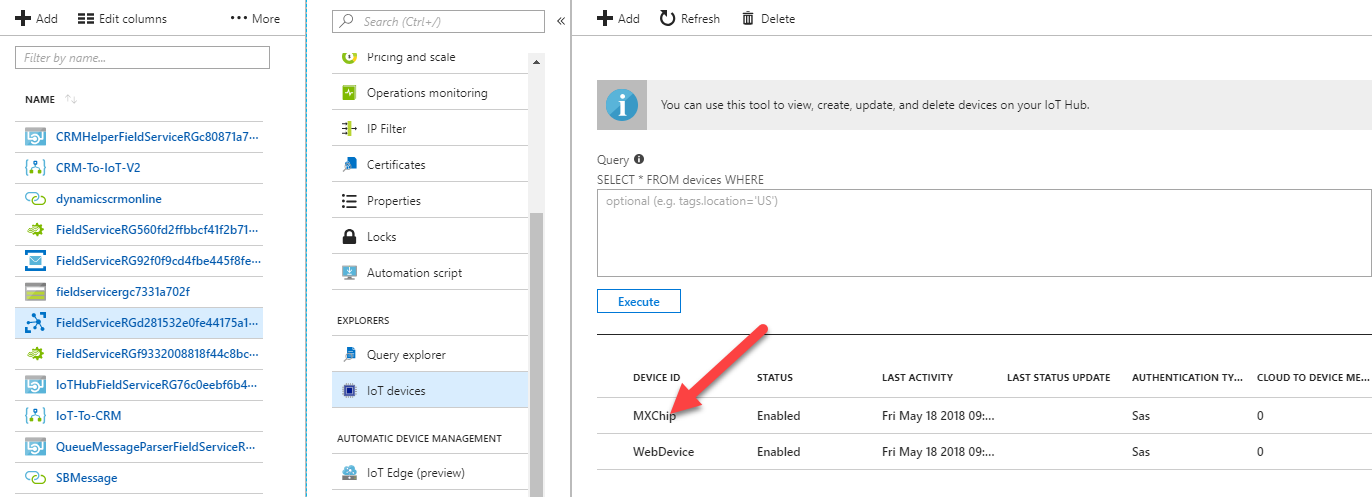 Add
Edit columns
More
Filter by name...
NAME
CRMHelperFieldServiceRGc80871a7···
CRM-To-IoT-V2
dynamicscrmonline
FieldServiceRG560fd2ffbbcf41f2b71···
FieldServiceRG92f0f9cd4fbe445f8fe···
fieldservicergc7331a702f
FieldServiceRGd281532e0fe44175a1···
FieldServiceRGf9332008818f44c8bc···
IoTHubFieldServiceRG76c0eebf6b4···
IoT-To-CRM
QueueMessageParserFieldServiceR···
SBMessage
Search (Ctrl+/)
«
Pricing and scale
Operations monitoring
IP Filter
Certificates
Properties
Locks
Automation script
EXPLORERS
Query explorer
IoT devices
AUTOMATIC DEVICE MANAGEMENT
IoT Edge (preview)
Add
Refresh
Delete
You can use this tool to view, create, update, and delete devices on your IoT Hub.
Query
SELECT * FROM devices WHERE
optional (e.g. tags.location='US')
Execute
DEVICE ID STATUS LAST ACTIVITY LAST STATUS UPDATE AUTHENTICATION TY... CLOUD TO DEVICE ME...
MXChip Enabled Fri May 18 2018 09:... Sas 0
WebDevice Enabled Fri May 18 2018 09:... Sas 0